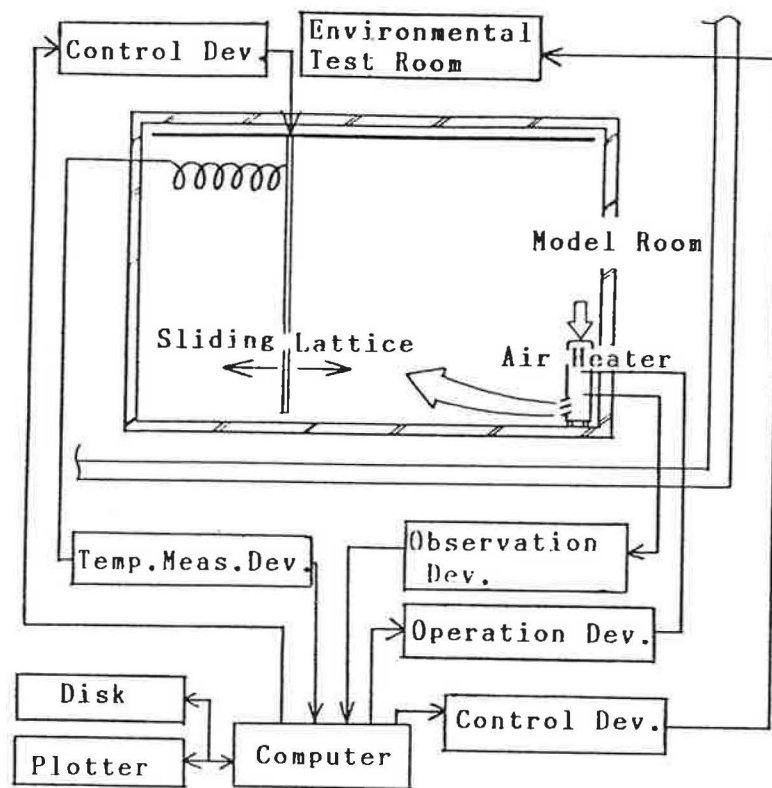 Control Dev.
Environmental
Test Room
Model Room
Sliding Lattice
Air Heater
Temp.Meas.Dev.
Observation
Dev.
Operation Dev.
Disk
Control Dev.
Computer
Plotter